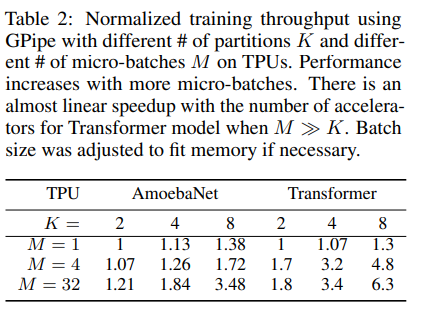 Table 2: Normalized training throughput using
GPipe with different # of partitions K and differ-
ent # of micro-batches M on TPUs. Performance
increases with more micro-batches. There is an
almost linear speedup with the number of accelera-
tors for Transformer model when M ≫ K. Batch
size was adjusted to fit memory if necessary.
TPU AmoebaNet Transformer
K = 2 4 8 2 4 8
M = 1 1 1.13 1.38 1 1.07 1.3
M = 4 1.07 1.26 1.72 1.7 3.2 4.8
M = 32 1.21 1.84 3.48 1.8 3.4 6.3